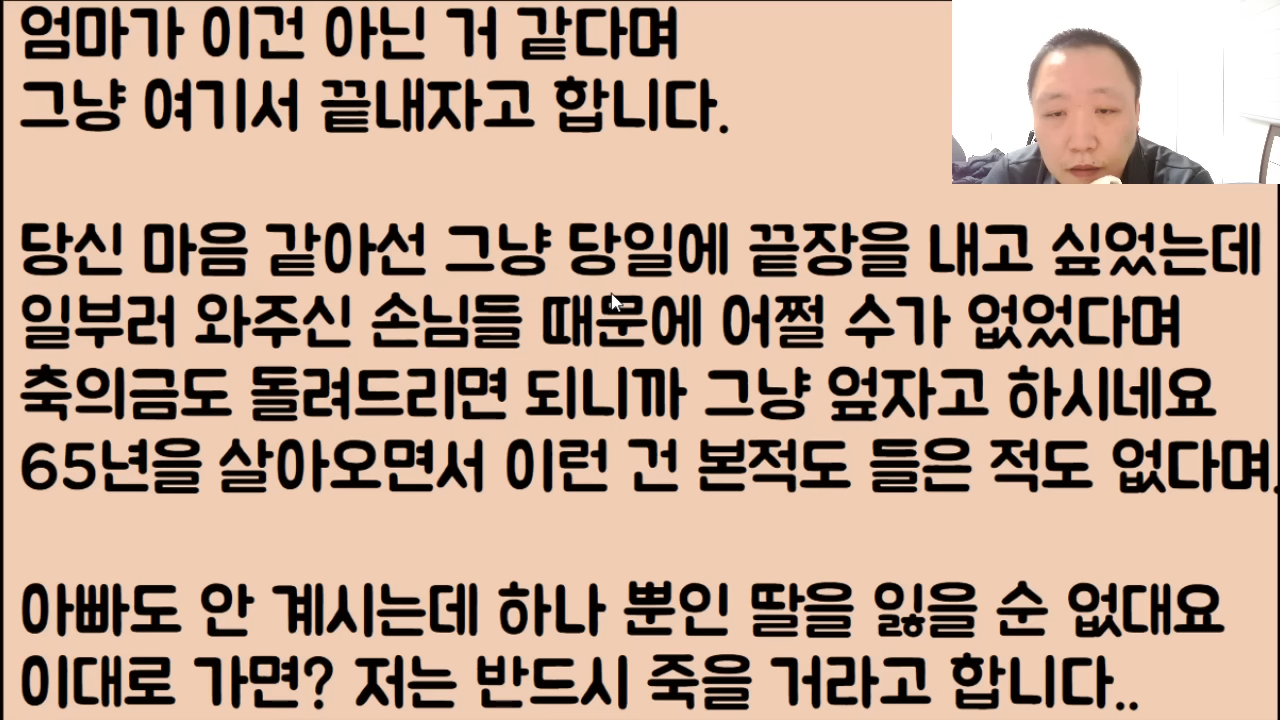 엄마가 이건 아닌 거 같다며
그냥 여기서 끝내자고 합니다.
당신 마음 같아선 그냥 당일에 끝장을 내고 싶었는데
일부러 와주신 손님들 때문에 어쩔 수가 없었다며
축의금도 돌려드리면 되니까 그냥 엎자고 하시네요
65년을 살아오면서 이런 건 본적도 들은 적도 없다며.
아빠도 안 계시는데 하나 뿐인 딸을 잃을 순 없대요
이대로 가면? 저는 반드시 죽을 거라고 합니다..